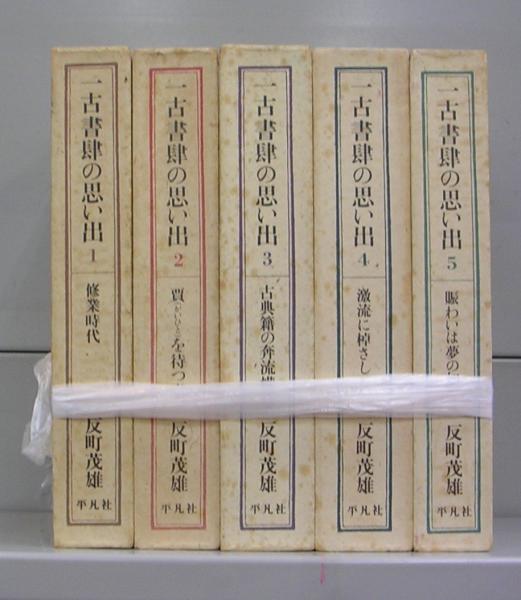 一古書肆の思い出 1
修業時代
反町茂雄
平凡社
一古書肆の思い出 2
賈を待つ
反町茂雄
平凡社
一古書肆の思い出 3
古典籍の奔流
反町茂雄
平凡社
一古書肆の思い出 4
激流に棹さし
反町茂雄
平凡社
一古書肆の思い出 5
賑わいは夢の
反町茂雄
平凡社